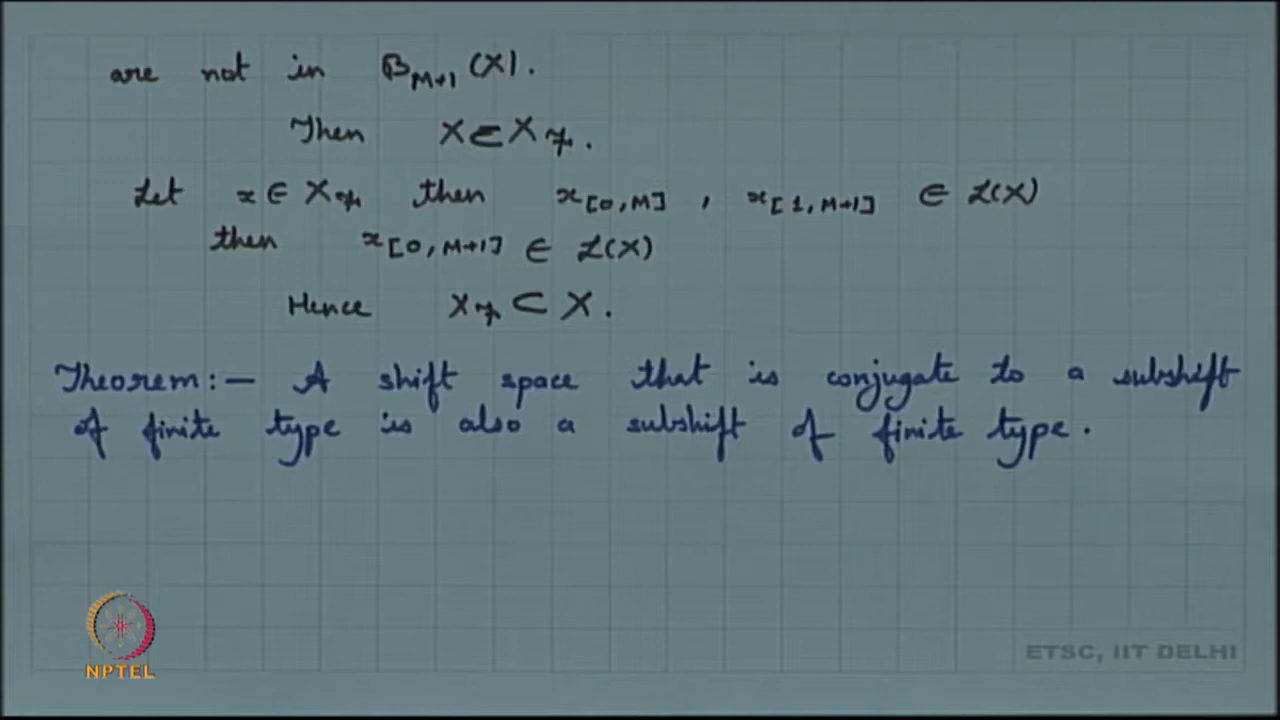 are not in B_{M+1}(X).
Then X ⊂ X_𝓕.
Let x ∈ X_𝓕 then x_{[0,M]}, x_{[1,M+1]} ∈ 𝓛(X)
then x_{[0,M+1]} ∈ 𝓛(X)
Hence X_𝓕 ⊂ X.
Theorem:— A shift space that is conjugate to a subshift
of finite type is also a subshift of finite type.
NPTEL
ETSC, IIT DELHI